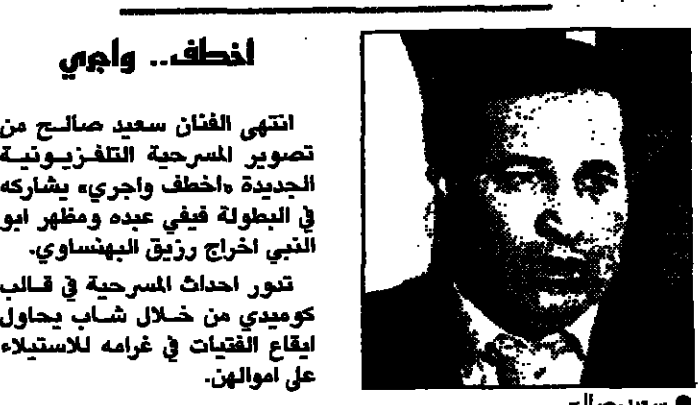 اخطف.. واجري
انتهى الفنان سعيد صالح من
تصوير المسرحية التلفزيونية
الجديدة «اخطف واجري» يشاركه
في البطولة فيفي عبده ومظهر ابو
النبي اخراج رزيق البهنساوي.
تدور احداث المسرحية في قالب
كوميدي من خلال شاب يحاول
ايقاع الفتيات في غرامه للاستيلاء
على اموالهن.
● سعيد صالح